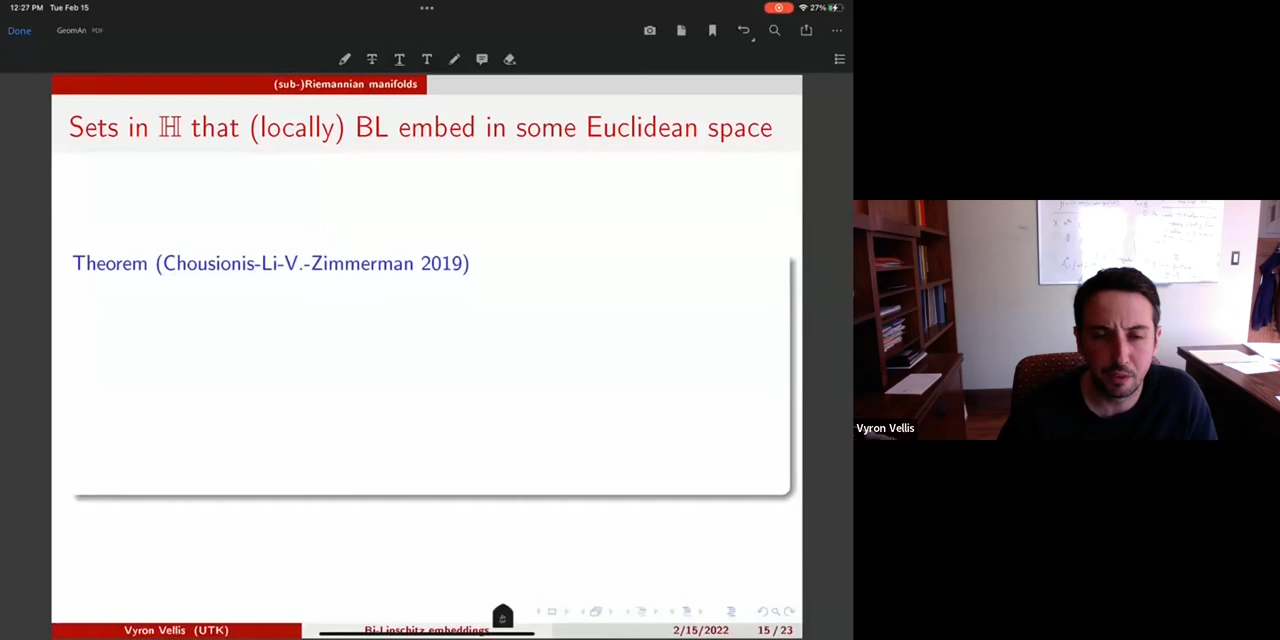 12:27 PM Tue Feb 15
27%
Done
GeomAn PDF
(sub-)Riemannian manifolds
Sets in ℍ that (locally) BL embed in some Euclidean space
Theorem (Chousionis-Li-V.-Zimmerman 2019)
Vyron Vellis
Vyron Vellis (UTK)
Bi-Lipschitz embeddings
2/15/2022
15 / 23